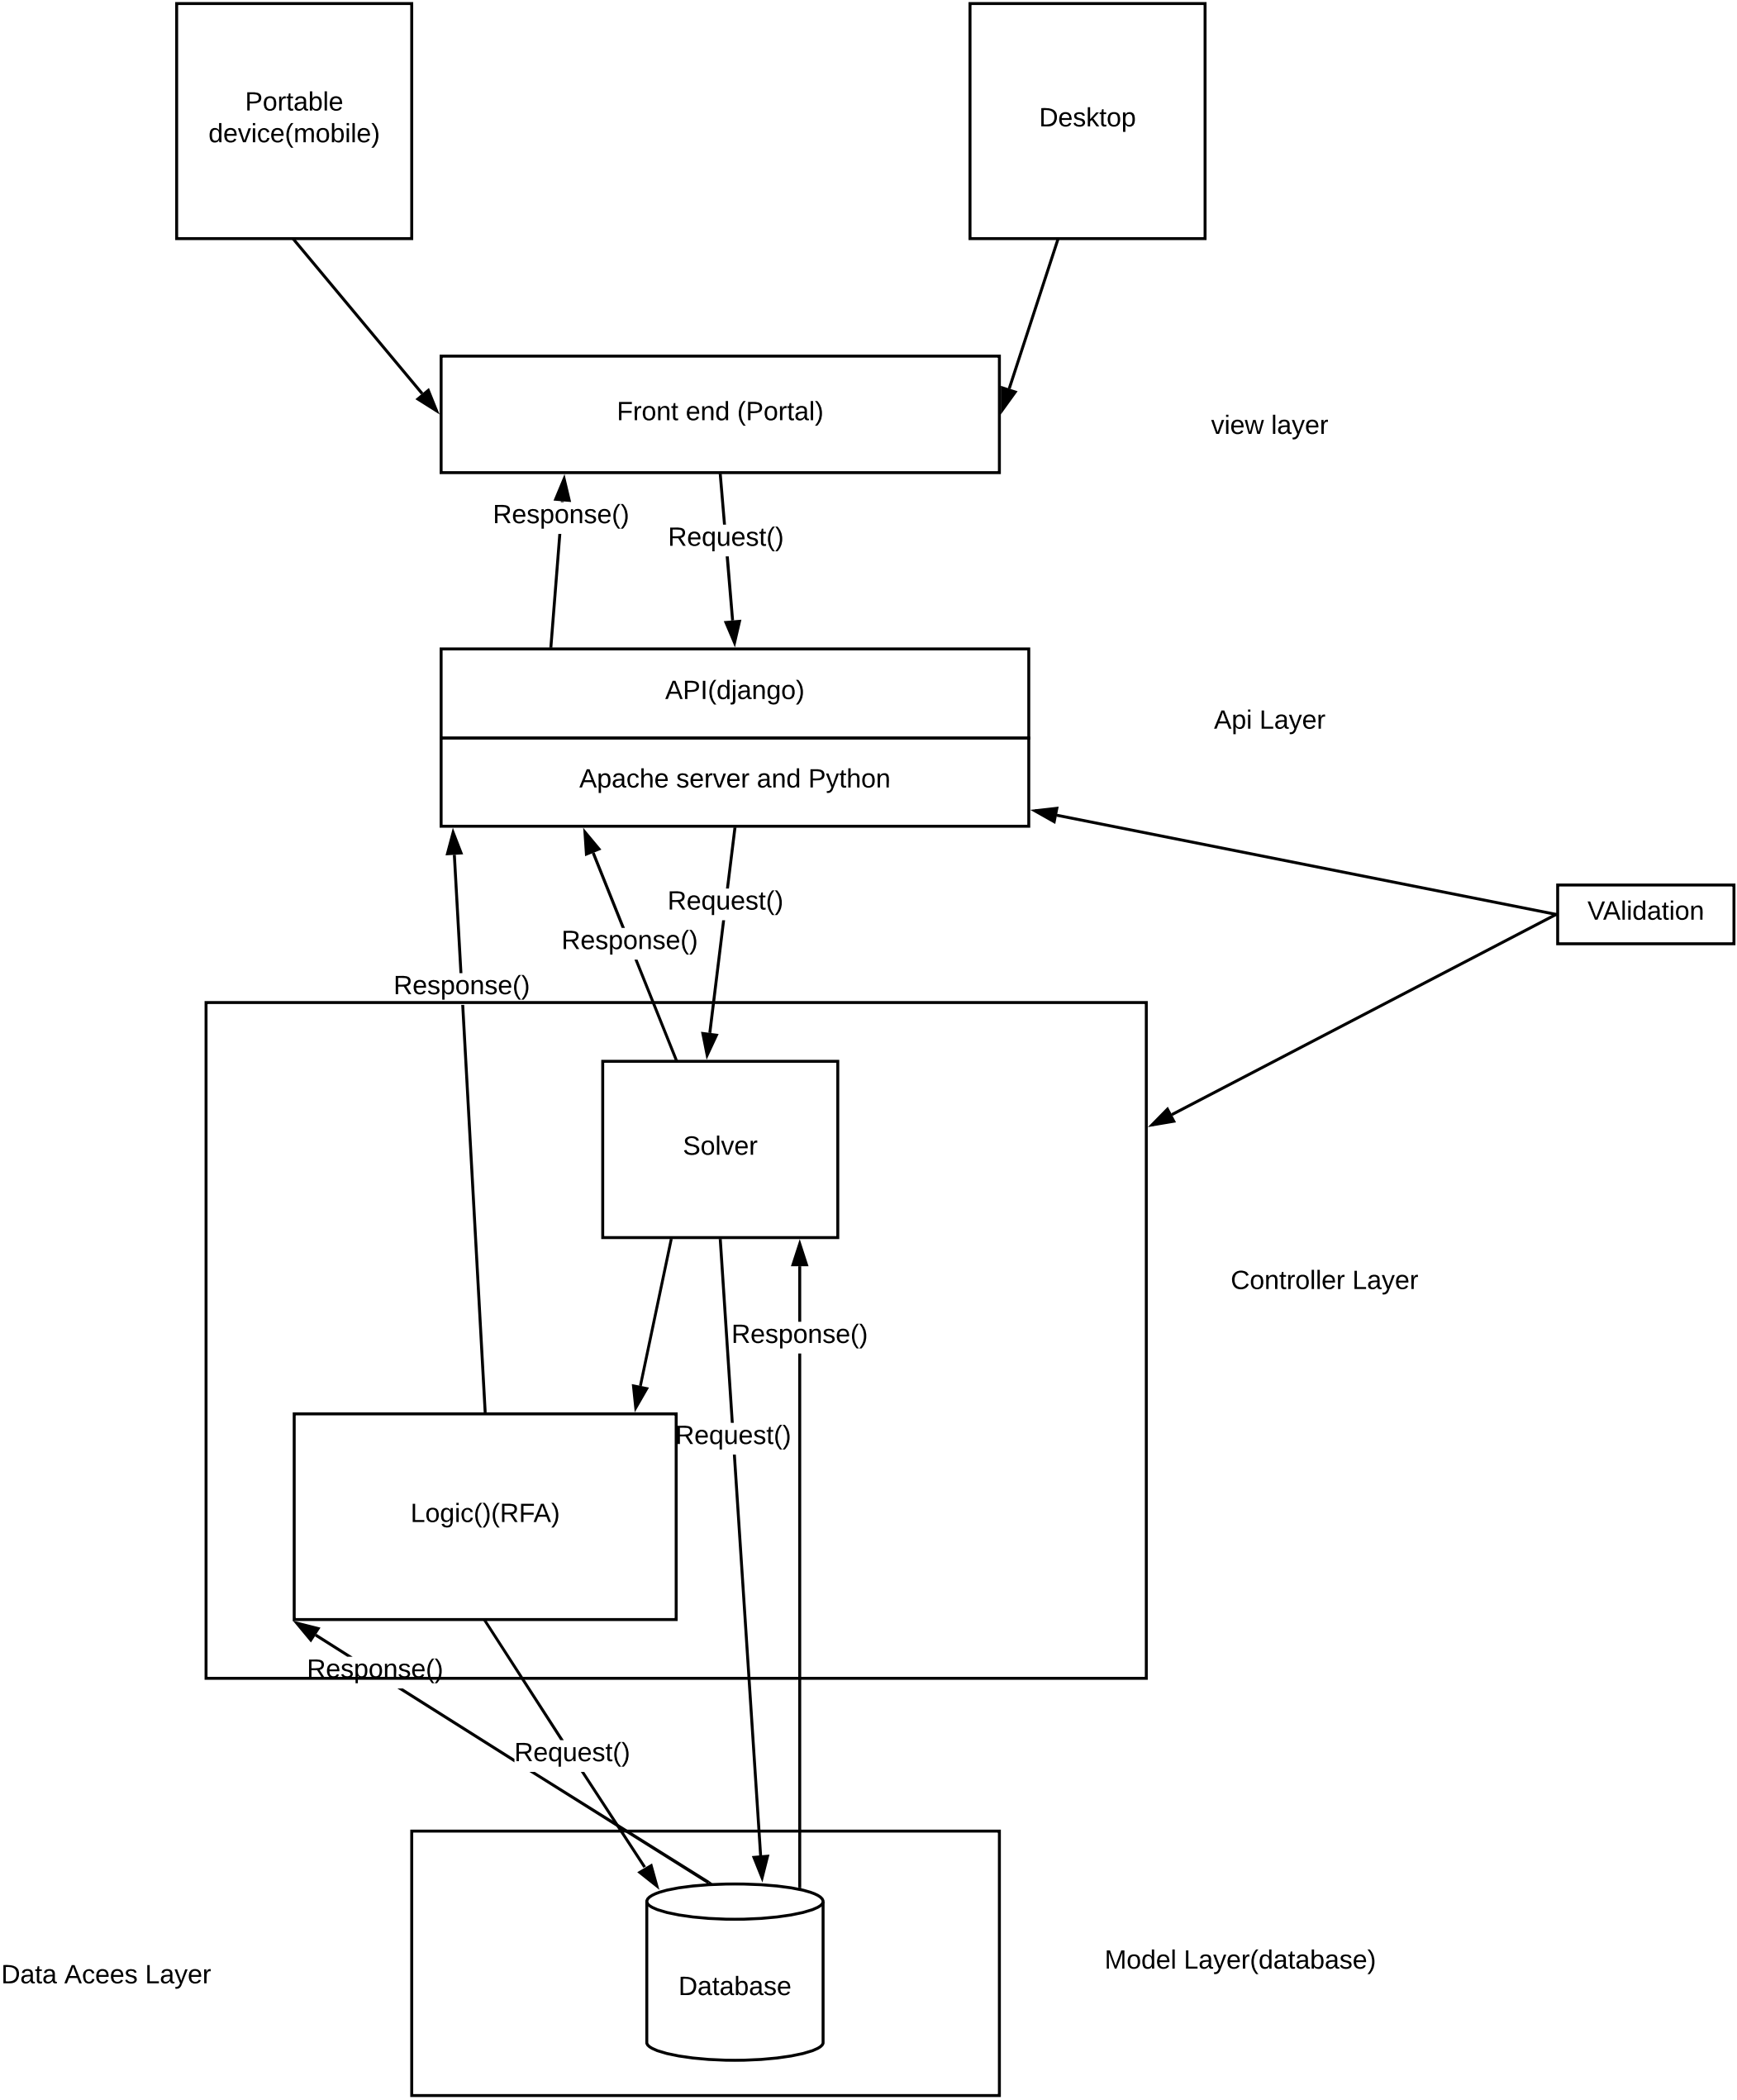 Portable
device(mobile)
Desktop
Front end (Portal)
view layer
Response()
Request()
API(django)
Api Layer
Apache server and Python
Request()
VAlidation
Response()
Response()
Solver
Controller Layer
Response()
Request()
Logic()(RFA)
Response()
Request()
Model Layer(database)
Data Acees Layer
Database